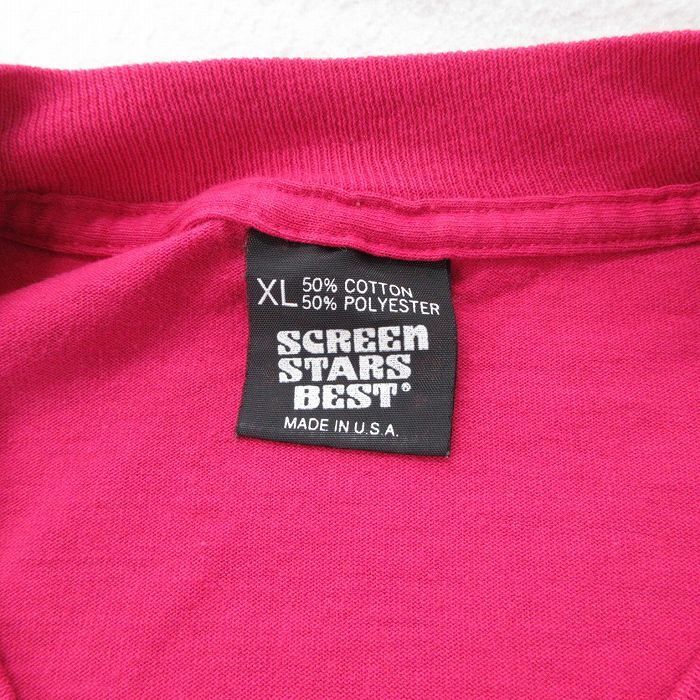 XL 50% COTTON
50% POLYESTER
SCREEN
STARS
BEST®
MADE IN U.S.A.